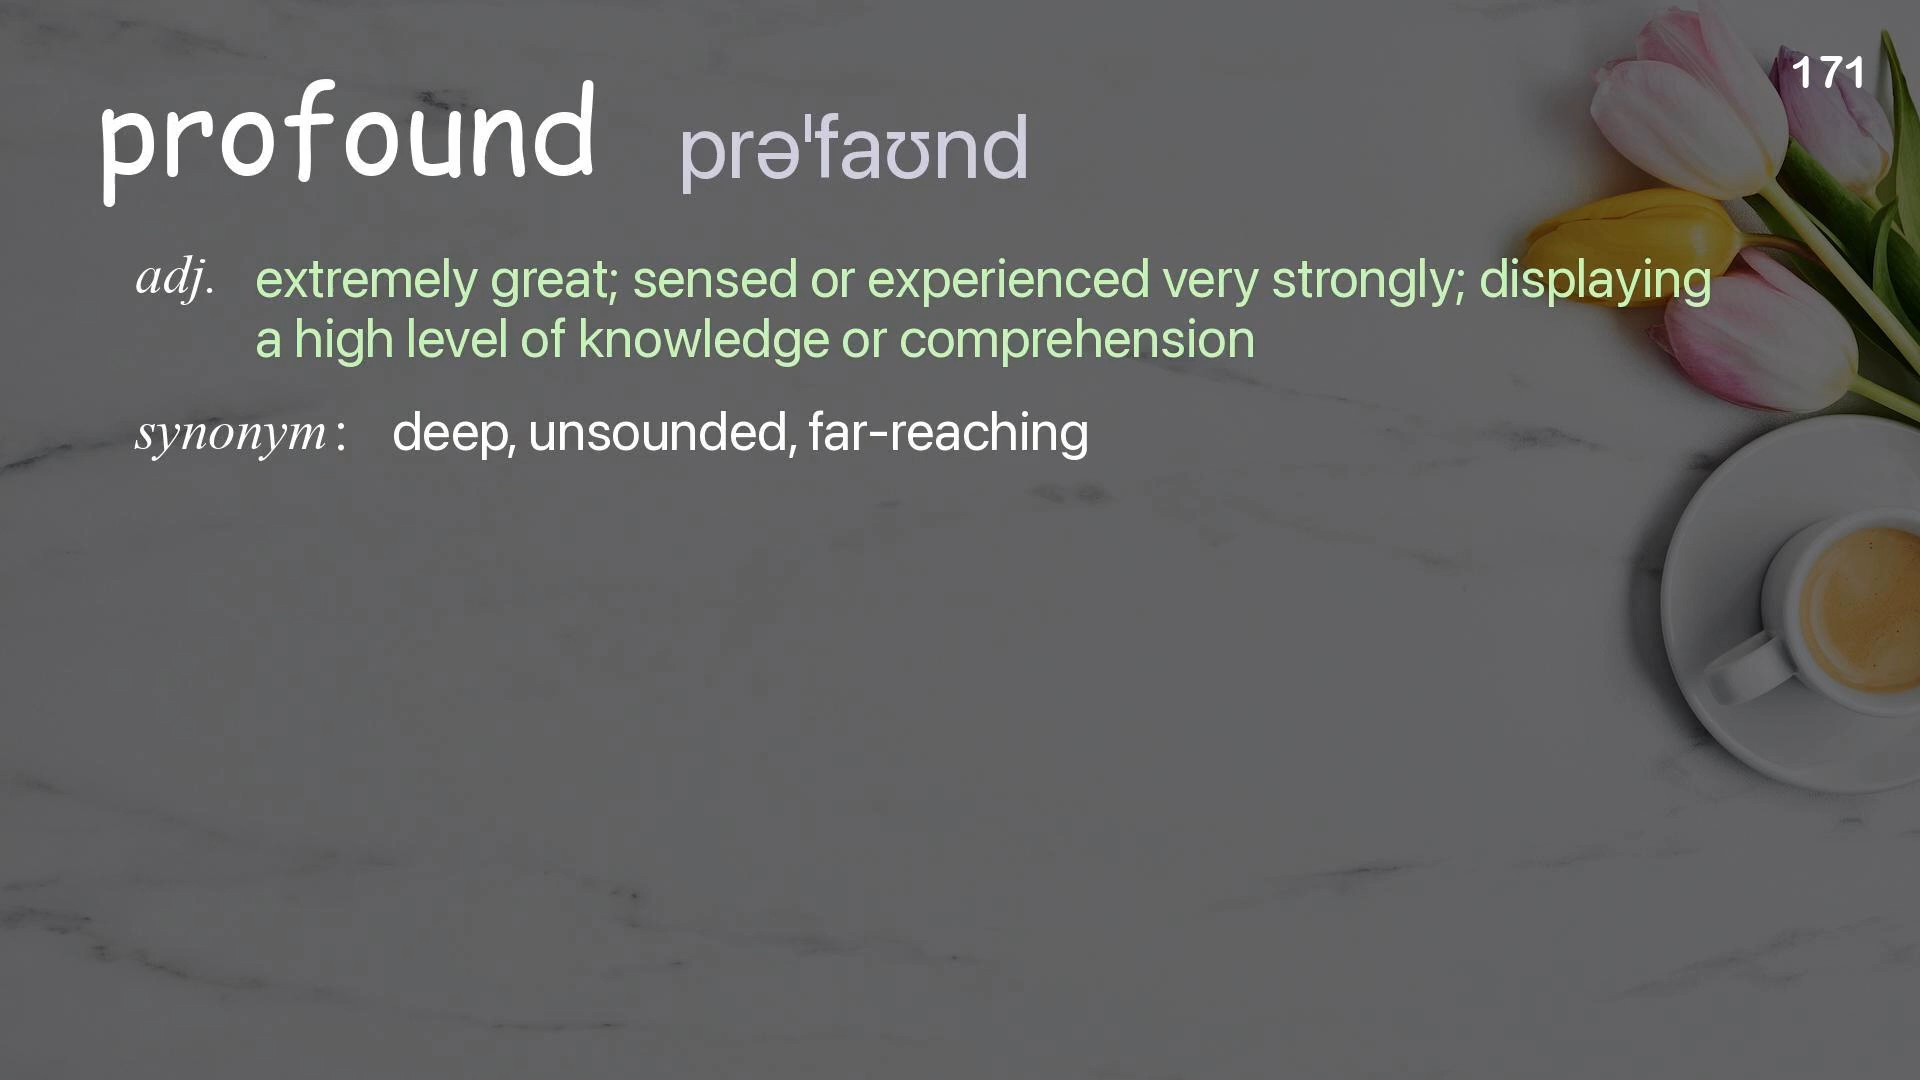 171
profound prəˈfaʊnd
adj. extremely great; sensed or experienced very strongly; displaying
a high level of knowledge or comprehension
synonym : deep, unsounded, far-reaching